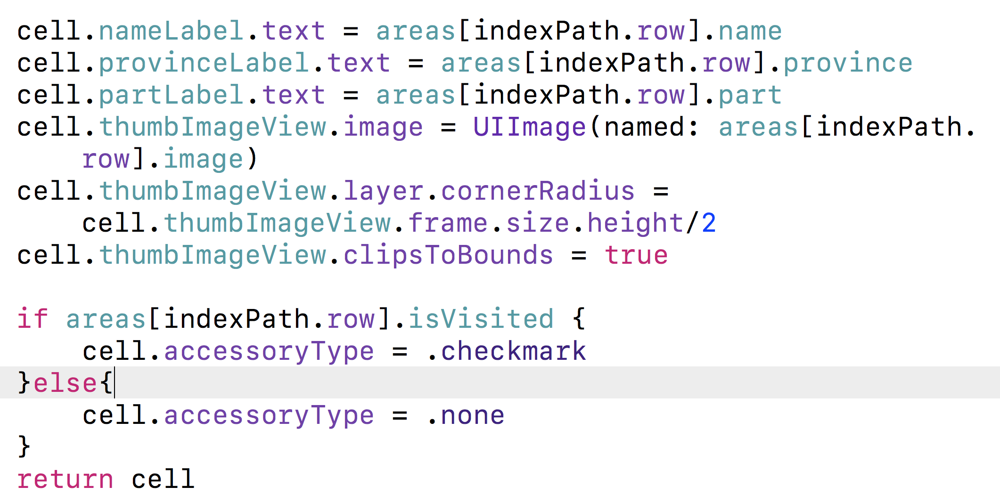 cell.nameLabel.text = areas[indexPath.row].name
cell.provinceLabel.text = areas[indexPath.row].province
cell.partLabel.text = areas[indexPath.row].part
cell.thumbImageView.image = UIImage(named: areas[indexPath.
row].image)
cell.thumbImageView.layer.cornerRadius =
cell.thumbImageView.frame.size.height/2
cell.thumbImageView.clipsToBounds = true
if areas[indexPath.row].isVisited {
cell.accessoryType = .checkmark
}else{
cell.accessoryType = .none
}
return cell